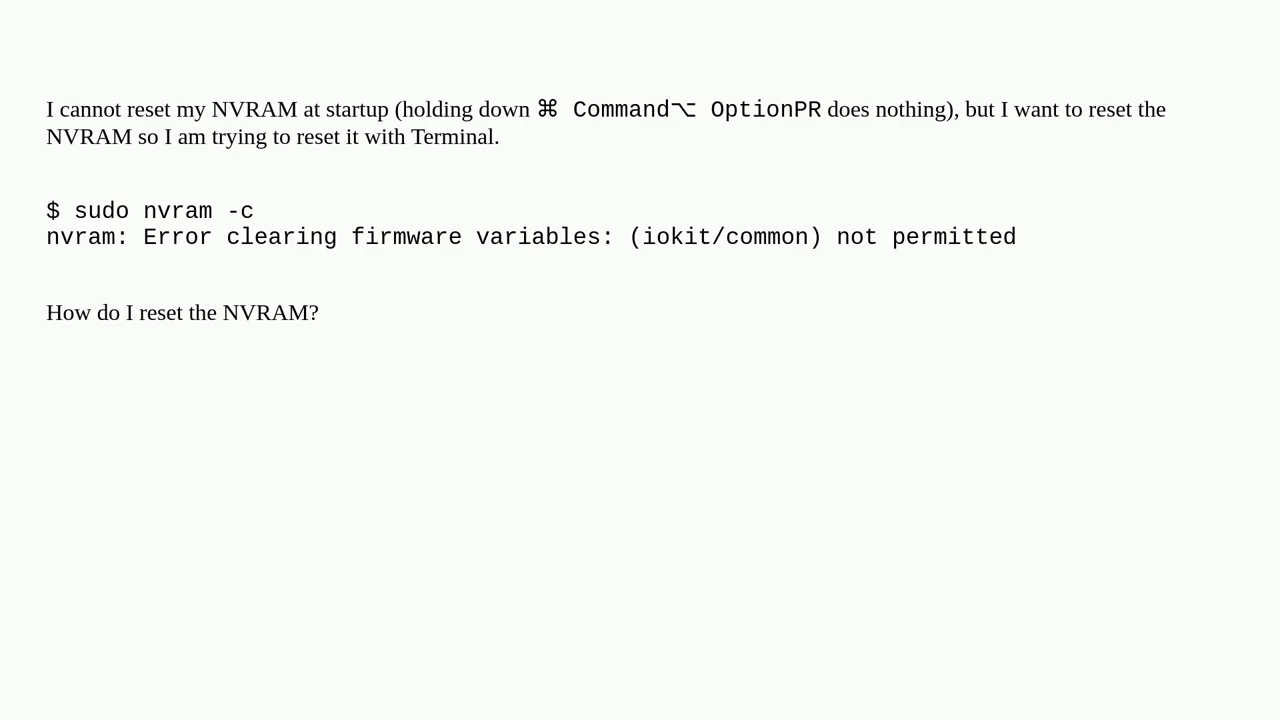 I cannot reset my NVRAM at startup (holding down ⌘ Command⌥ OptionPR does nothing), but I want to reset the
NVRAM so I am trying to reset it with Terminal.
$ sudo nvram -c
nvram: Error clearing firmware variables: (iokit/common) not permitted
How do I reset the NVRAM?